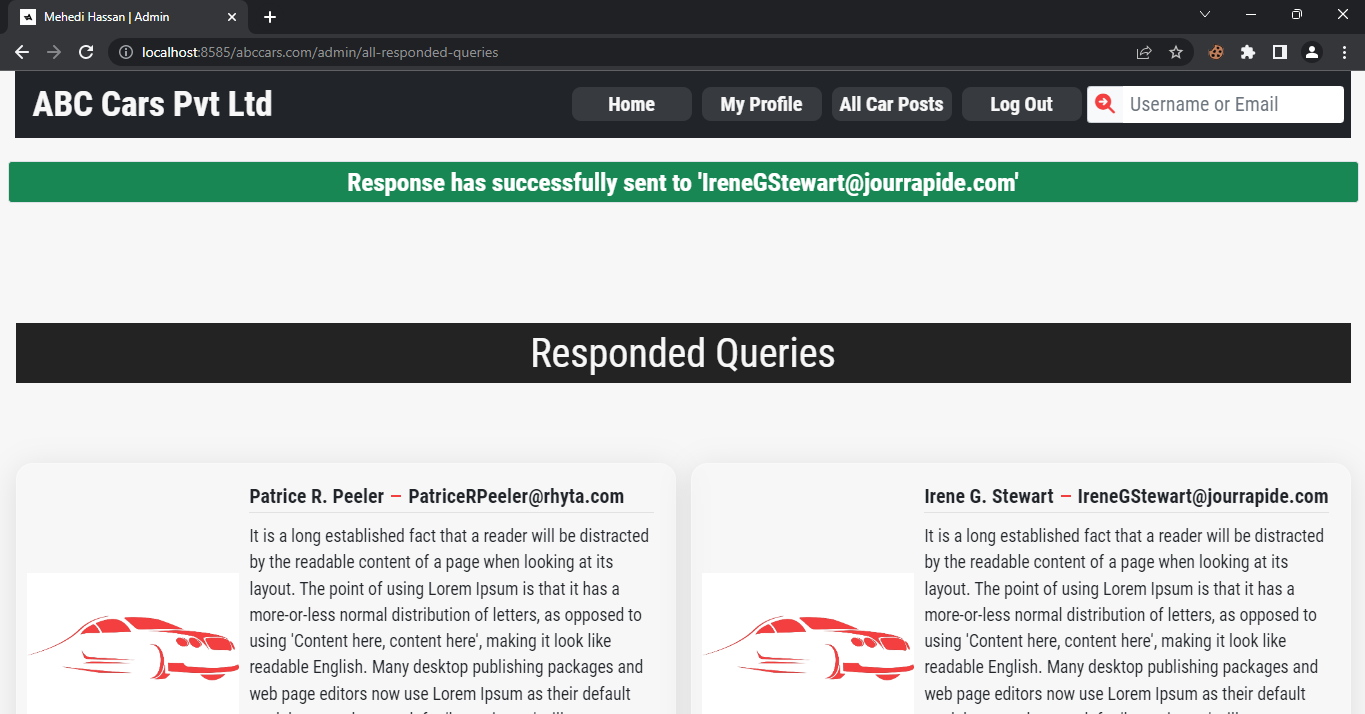 Mehedi Hassan | Admin
localhost:8585/abccars.com/admin/all-responded-queries
ABC Cars Pvt Ltd
Home
My Profile
All Car Posts
Log Out
Username or Email
Response has successfully sent to 'IreneGStewart@jourrapide.com'
Responded Queries
Patrice R. Peeler — PatriceRPeeler@rhyta.com
It is a long established fact that a reader will be distracted
by the readable content of a page when looking at its
layout. The point of using Lorem Ipsum is that it has a
more-or-less normal distribution of letters, as opposed to
using 'Content here, content here', making it look like
readable English. Many desktop publishing packages and
web page editors now use Lorem Ipsum as their default
Irene G. Stewart — IreneGStewart@jourrapide.com
It is a long established fact that a reader will be distracted
by the readable content of a page when looking at its
layout. The point of using Lorem Ipsum is that it has a
more-or-less normal distribution of letters, as opposed to
using 'Content here, content here', making it look like
readable English. Many desktop publishing packages and
web page editors now use Lorem Ipsum as their default